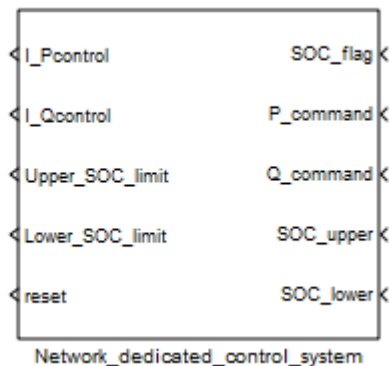 I_Pcontrol SOC_flag
I_Qcontrol P_command
Upper_SOC_limit Q_command
Lower_SOC_limit SOC_upper
reset SOC_lower
Network_dedicated_control_system